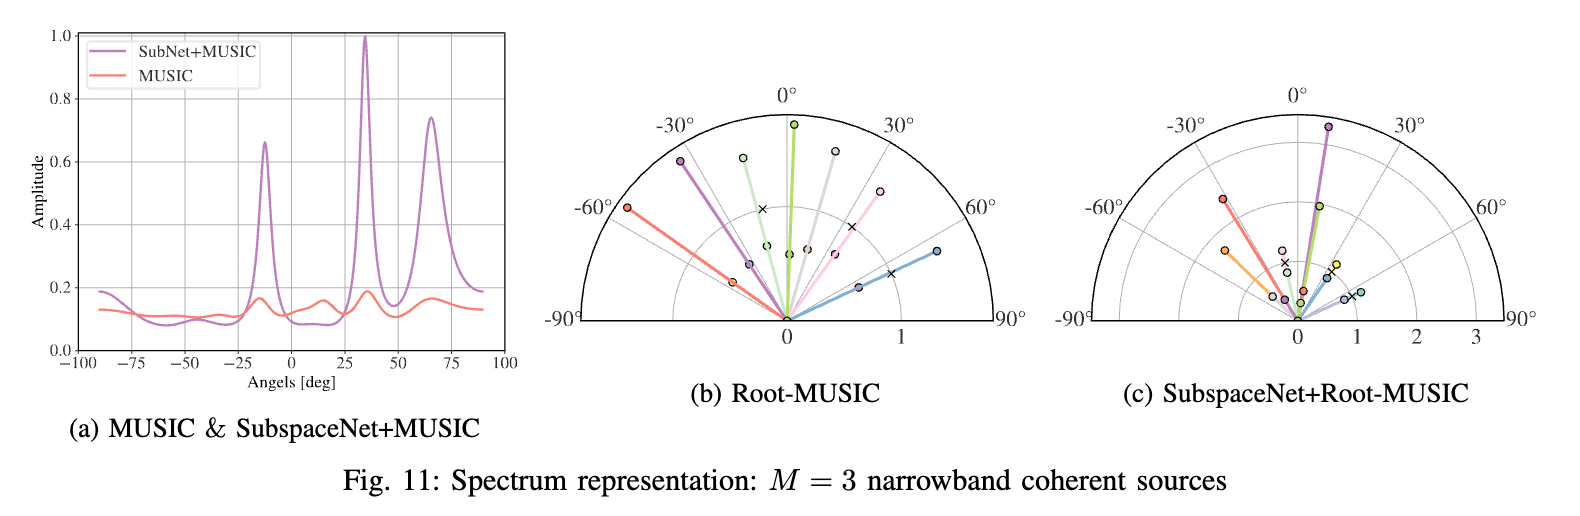 1.0
0.8
0.6
0.4
0.2
0.0
Amplitude
SubNet+MUSIC
MUSIC
−100 −75 −50 −25 0 25 50 75 100
Angels [deg]
(a) MUSIC & SubspaceNet+MUSIC
0°
-30° 30°
-60° 60°
-90° 90°
0 1
(b) Root-MUSIC
0°
-30° 30°
-60° 60°
-90° 90°
0 1 2 3
(c) SubspaceNet+Root-MUSIC
Fig. 11: Spectrum representation: M = 3 narrowband coherent sources